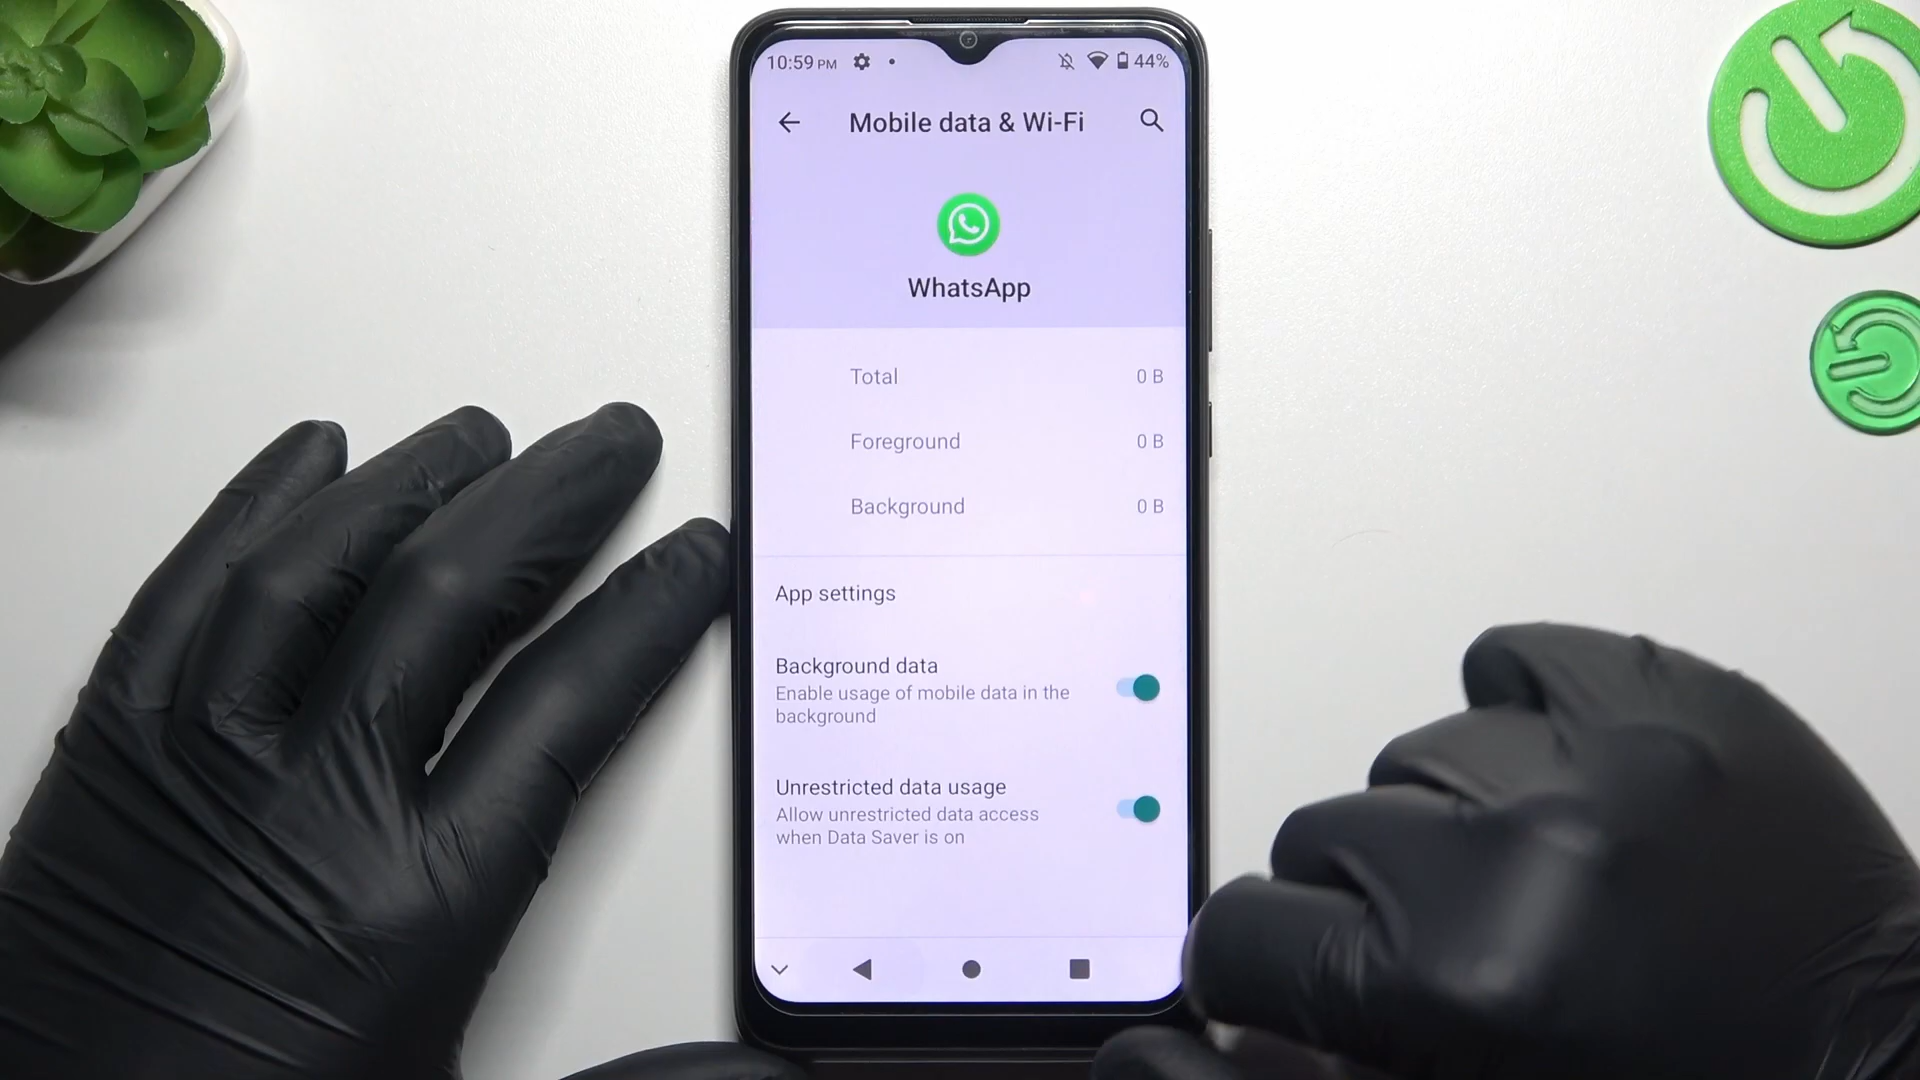 10:59 PM 44%
Mobile data & Wi-Fi
WhatsApp
Total 0 B
Foreground 0 B
Background 0 B
App settings
Background data
Enable usage of mobile data in the
background
Unrestricted data usage
Allow unrestricted data access
when Data Saver is on